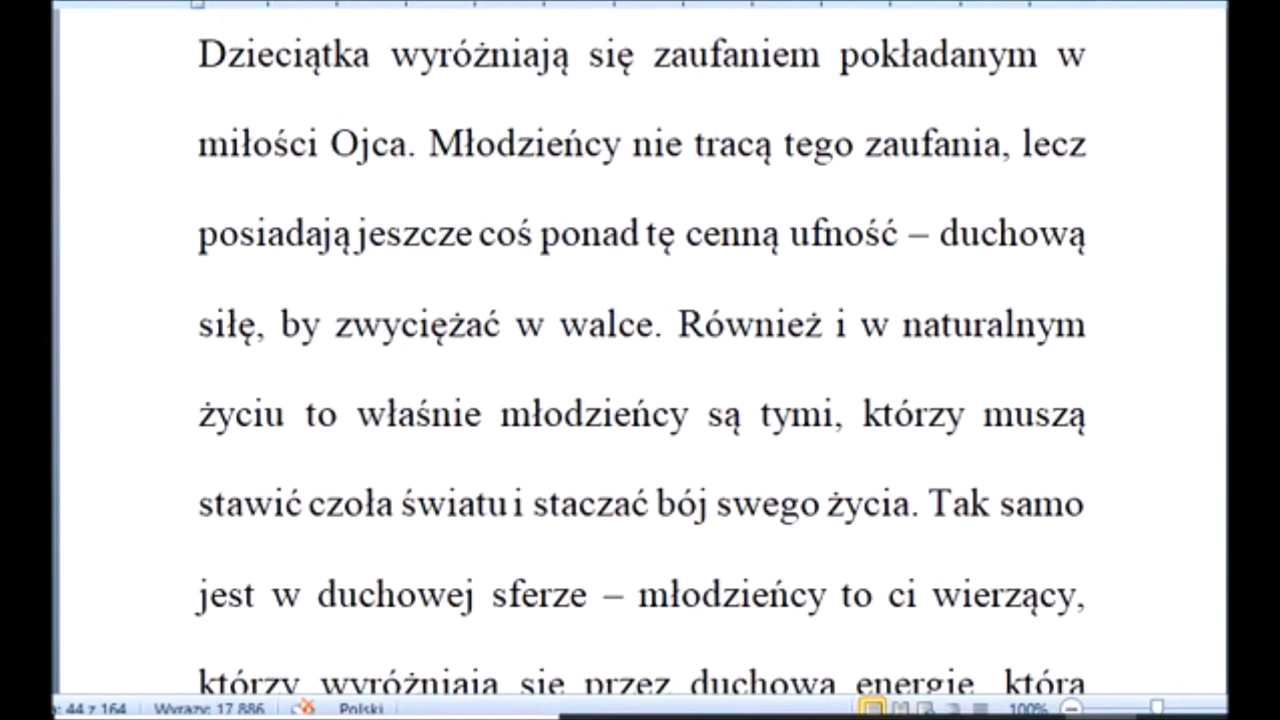 Dzieciątka wyróżniają się zaufaniem pokładanym w
miłości Ojca. Młodzieńcy nie tracą tego zaufania, lecz
posiadają jeszcze coś ponad tę cenną ufność – duchową
siłę, by zwyciężać w walce. Również i w naturalnym
życiu to właśnie młodzieńcy są tymi, którzy muszą
stawić czoła światu i staczać bój swego życia. Tak samo
jest w duchowej sferze – młodzieńcy to ci wierzący,
którzy wyróżniają się przez duchową energię, którą
: 44 z 164 Wyrazy: 17 886 Polski 100%